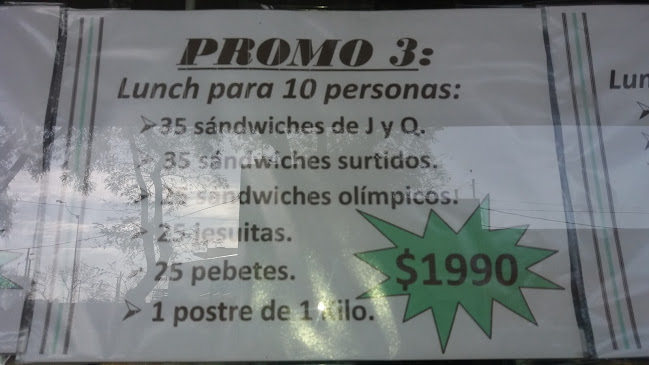 PROMO 3:
Lunch para 10 personas:
➢35 sándwiches de J y Q.
35 sándwiches surtidos.
➢ sandwiches olímpicos!
➢ 25 jesuitas.
25 pebetes.
➢ 1 postre de 1 kilo.
$1990
Lun